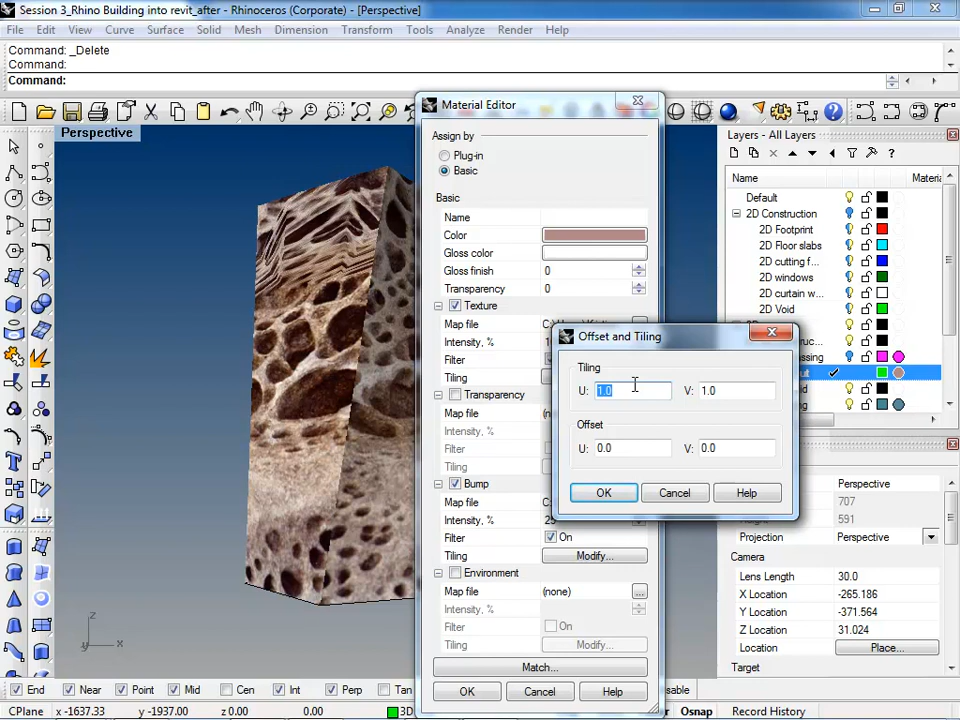 Session 3_Rhino Building into revit_after - Rhinoceros (Corporate) - [Perspective]
File Edit View Curve Surface Solid Mesh Dimension Transform Tools Analyze Render Help
Command: _Delete
Command:
Command:
Perspective
Material Editor
Assign by
Plug-in
Basic
Basic
Name
Color
Gloss color
Gloss finish 0
Transparency 0
Texture
Map file
Intensity, %
Filter
Tiling
Transparency
Map file
Intensity, %
Filter
Tiling
Bump
Map file
Intensity, % 25
Filter On
Tiling Modify...
Environment
Map file (none) ...
Intensity, %
Filter On
Tiling Modify...
Match...
OK Cancel Help
Offset and Tiling
Tiling
U: 1.0 V: 1.0
Offset
U: 0.0 V: 0.0
OK Cancel Help
Layers - All Layers
Name Material
Default
2D Construction
2D Footprint
2D Floor slabs
2D cutting f...
2D windows
2D curtain w...
2D Void
Perspective
707
591
Projection Perspective
Camera
Lens Length 30.0
X Location -265.186
Y Location -371.564
Z Location 31.024
Location Place...
Target
z
y x
End Near Point Mid Cen Int Perp Tan
CPlane x -1637.33 y -1937.00 z 0.00 0.00
Osnap Record History